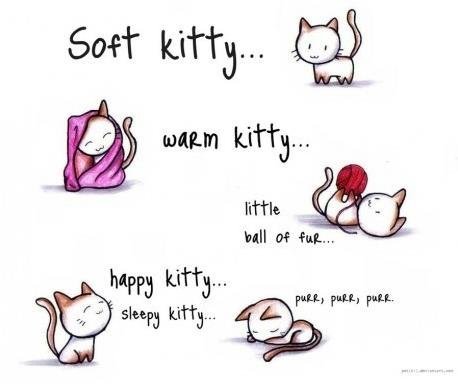 Soft kitty...
warm kitty...
little
ball of fur...
happy kitty...
sleepy kitty...
purr, purr, purr.